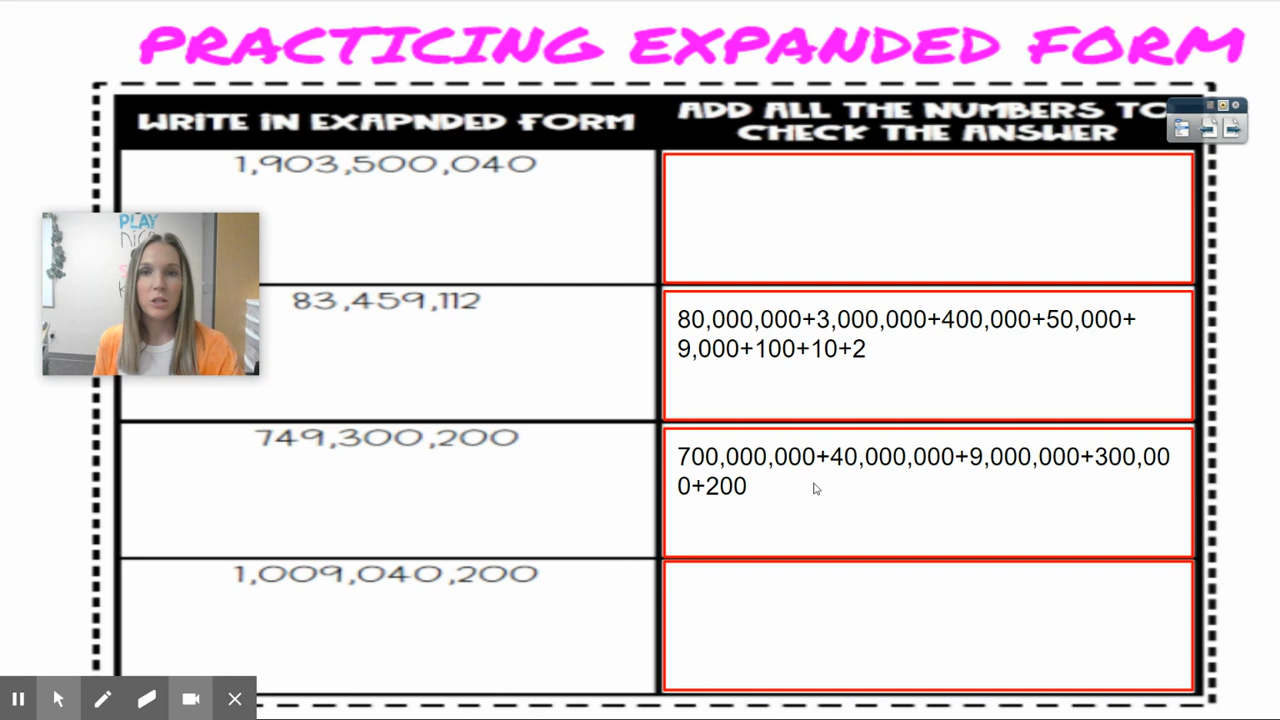 PRACTICING EXPANDED FORM
WRITE IN EXAPNDED FORM
ADD ALL THE NUMBERS TO
CHECK THE ANSWER
1,903,500,040
PLAY
83,459,112
80,000,000+3,000,000+400,000+50,000+
9,000+100+10+2
749,300,200
700,000,000+40,000,000+9,000,000+300,00
0+200
1,009,040,200